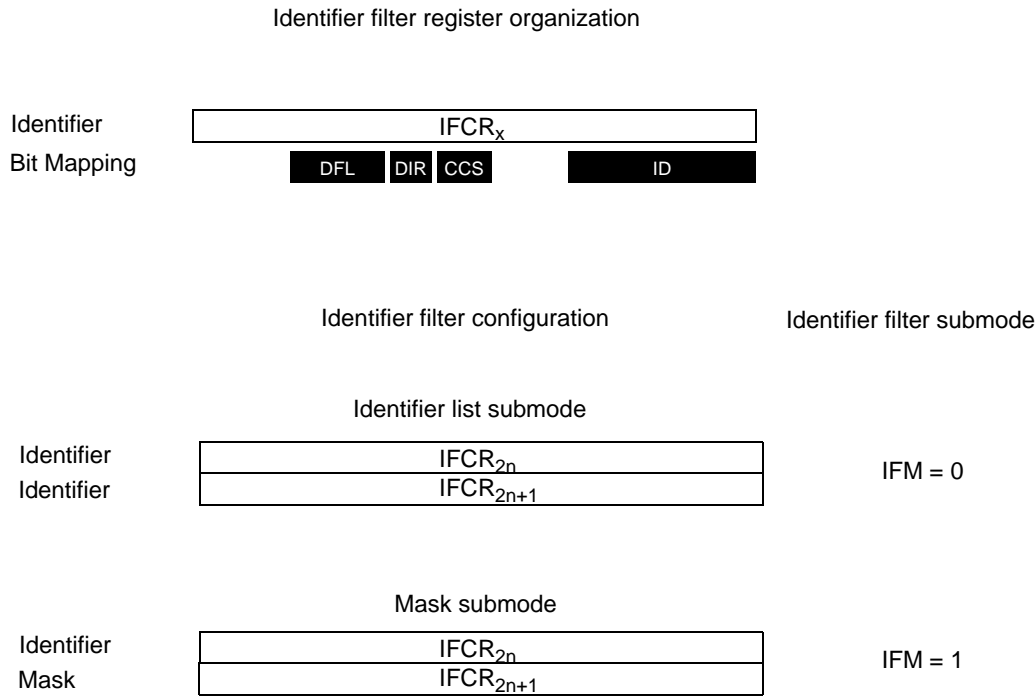 Identifier filter register organization
Identifier IFCRx
Bit Mapping DFL DIR CCS ID
Identifier filter configuration Identifier filter submode
Identifier list submode
Identifier IFCR2n
Identifier IFCR2n+1
IFM = 0
Mask submode
Identifier IFCR2n
Mask IFCR2n+1
IFM = 1